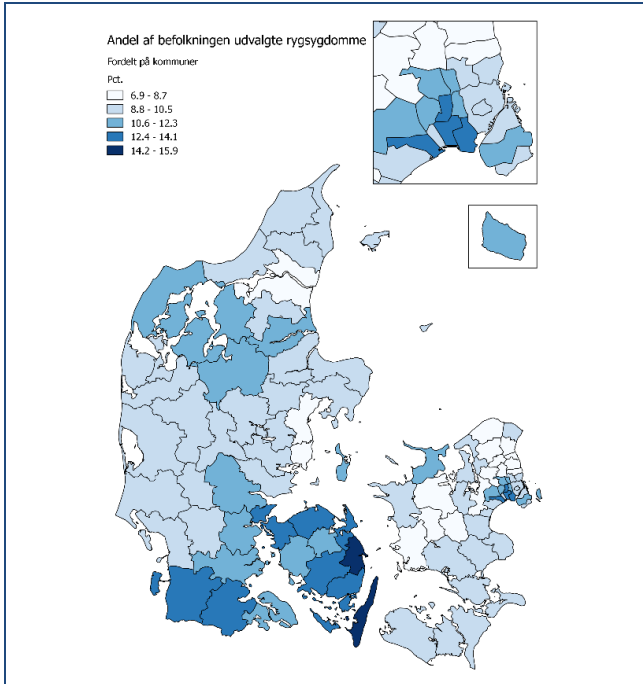 Andel af befolkningen udvalgte rygsygdomme
Fordelt på kommuner
Pct.
6.9 - 8.7
8.8 - 10.5
10.6 - 12.3
12.4 - 14.1
14.2 - 15.9